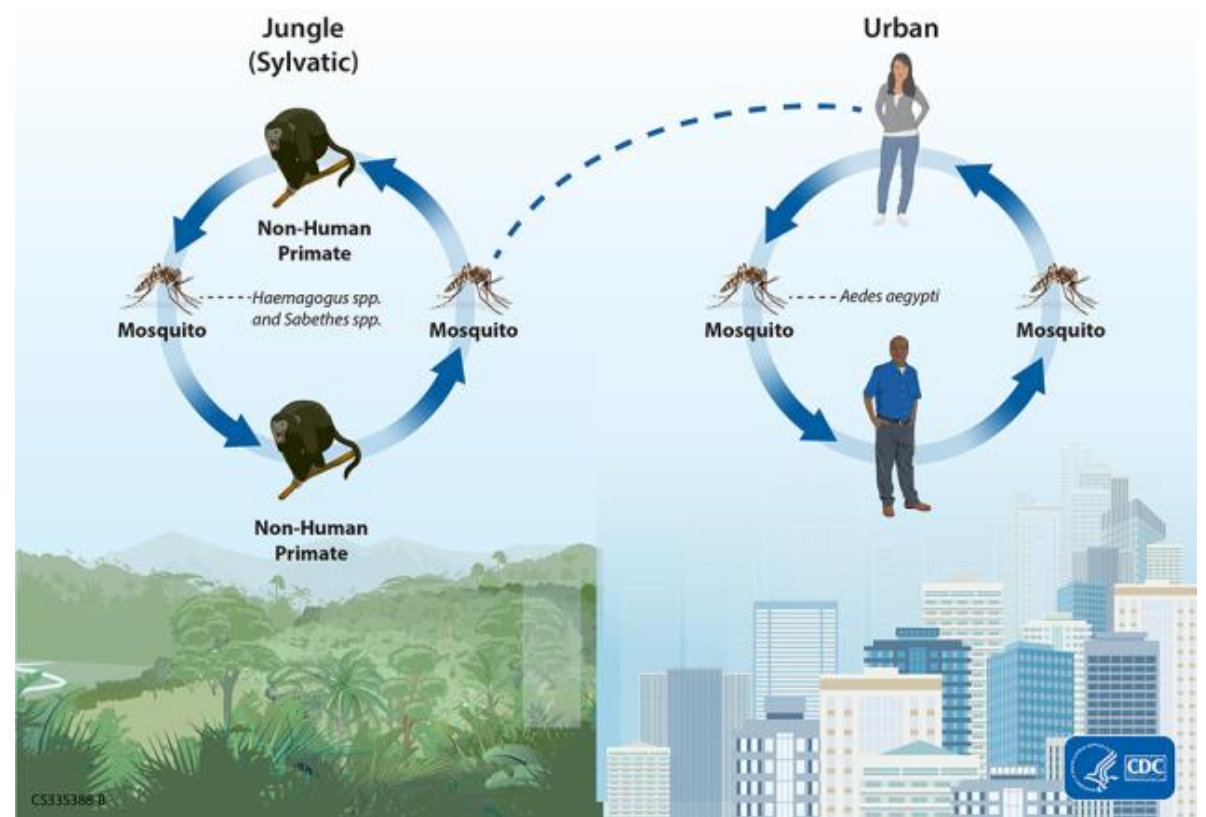 Jungle
(Sylvatic)
Urban
Non-Human
Primate
Haemagogus spp.
and Sabethes spp.
Mosquito
Mosquito
Aedes aegypti
Mosquito
Mosquito
Non-Human
Primate
CS335388-B
CDC